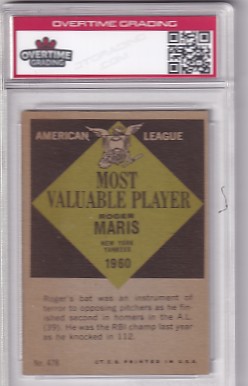 OVERTIME GRADING
OVERTIME
GRADING
AMERICAN LEAGUE
MOST
VALUABLE PLAYER
ROGER
MARIS
NEW YORK
YANKEES
1960
Roger's bat was an instrument of
terror to opposing pitchers as he fin-
ished second in homers in the A.L.
(39). He was the RBI champ last year
as he knocked in 112.
No. 478
©T.C.G. PRINTED IN U.S.A.